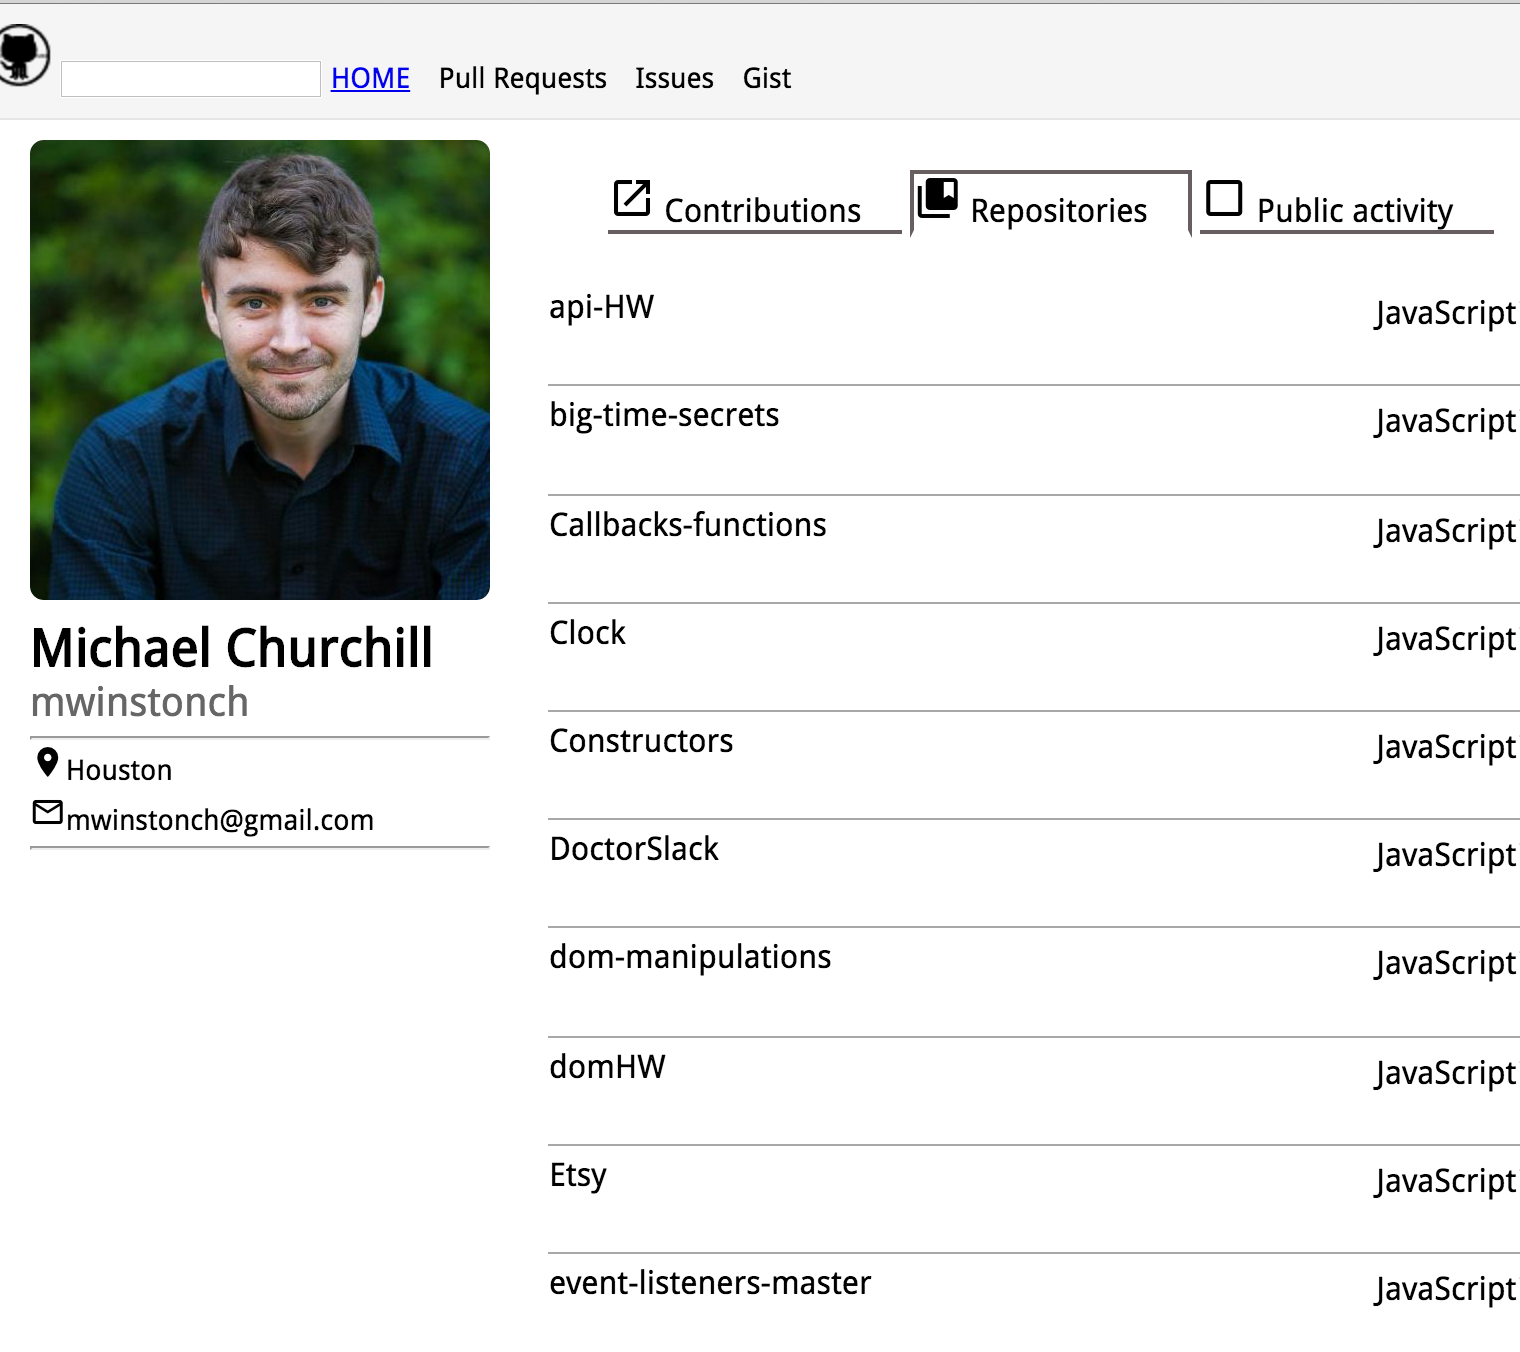 HOME Pull Requests Issues Gist
Contributions Repositories Public activity
Michael Churchill
mwinstonch
Houston
mwinstonch@gmail.com
api-HW JavaScript
big-time-secrets JavaScript
Callbacks-functions JavaScript
Clock JavaScript
Constructors JavaScript
DoctorSlack JavaScript
dom-manipulations JavaScript
domHW JavaScript
Etsy JavaScript
event-listeners-master JavaScript